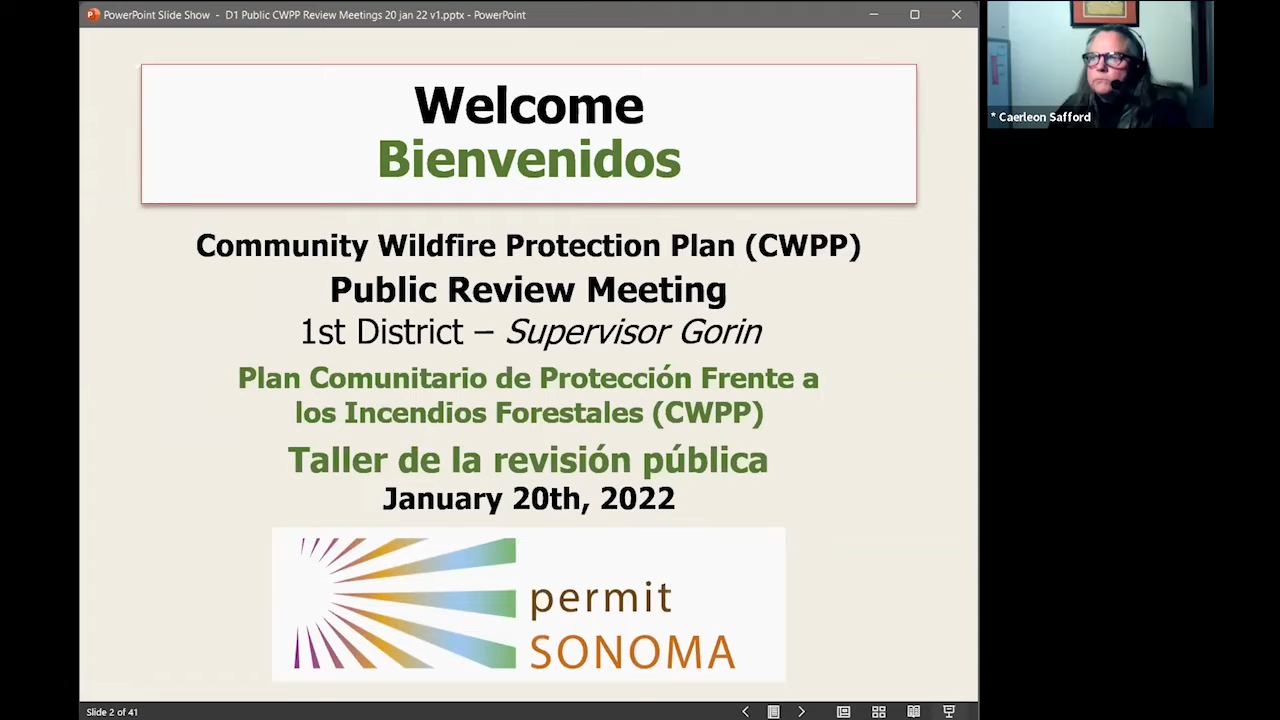 PowerPoint Slide Show - D1 Public CWPP Review Meetings 20 jan 22 v1.pptx - PowerPoint
Welcome
Bienvenidos
Community Wildfire Protection Plan (CWPP)
Public Review Meeting
1st District – Supervisor Gorin
Plan Comunitario de Protección Frente a
los Incendios Forestales (CWPP)
Taller de la revisión pública
January 20th, 2022
permit
SONOMA
Slide 2 of 41
* Caerleon Safford